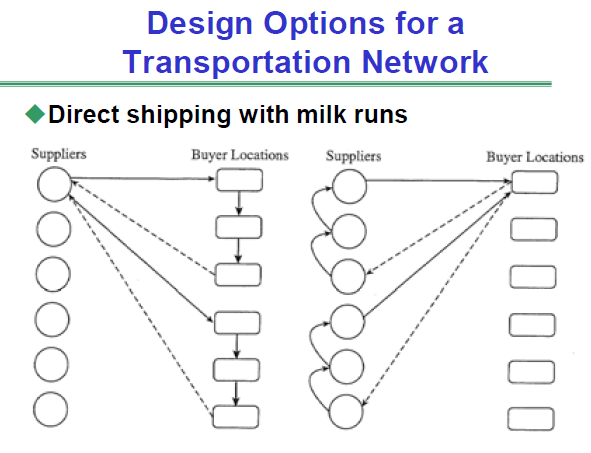 Design Options for a
Transportation Network
Direct shipping with milk runs
Suppliers
Buyer Locations
Suppliers
Buyer Locations